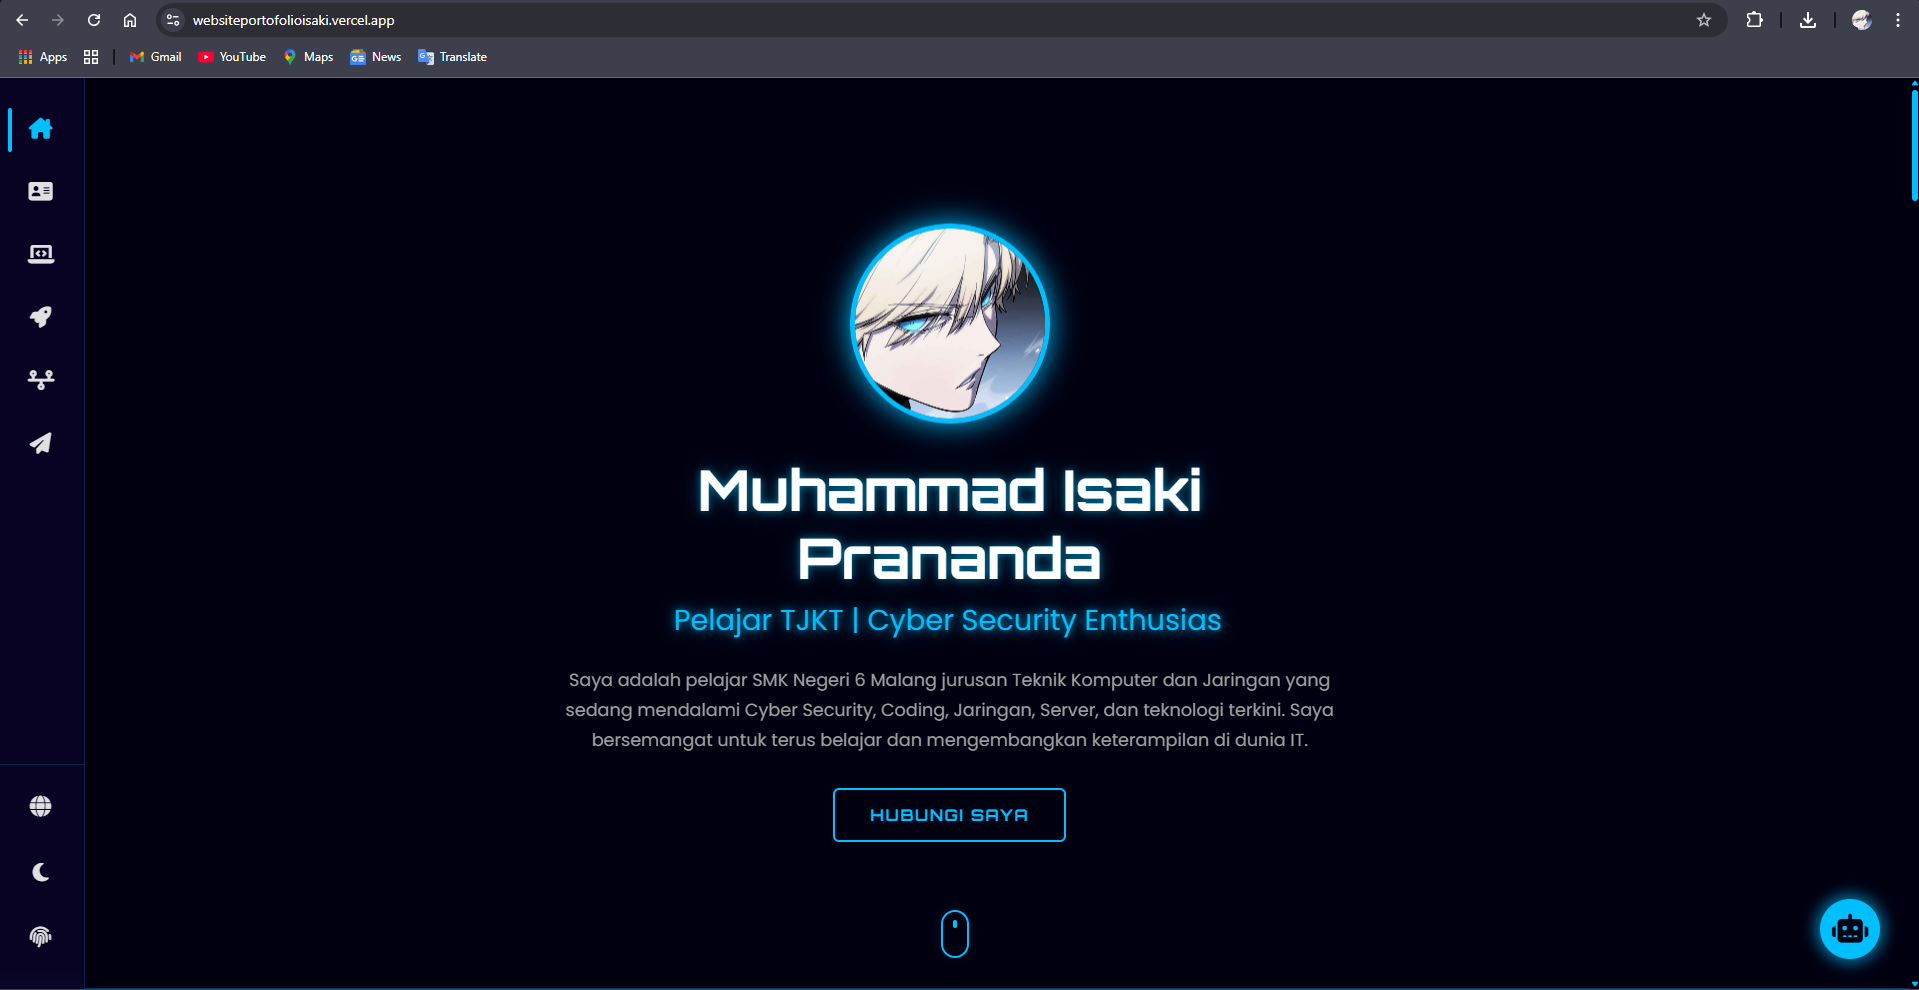 websiteportofolioisaki.vercel.app
Apps
Gmail
YouTube
Maps
News
Translate
Muhammad Isaki
Prananda
Pelajar TJKT | Cyber Security Enthusias
Saya adalah pelajar SMK Negeri 6 Malang jurusan Teknik Komputer dan Jaringan yang
sedang mendalami Cyber Security, Coding, Jaringan, Server, dan teknologi terkini. Saya
bersemangat untuk terus belajar dan mengembangkan keterampilan di dunia IT.
HUBUNGI SAYA